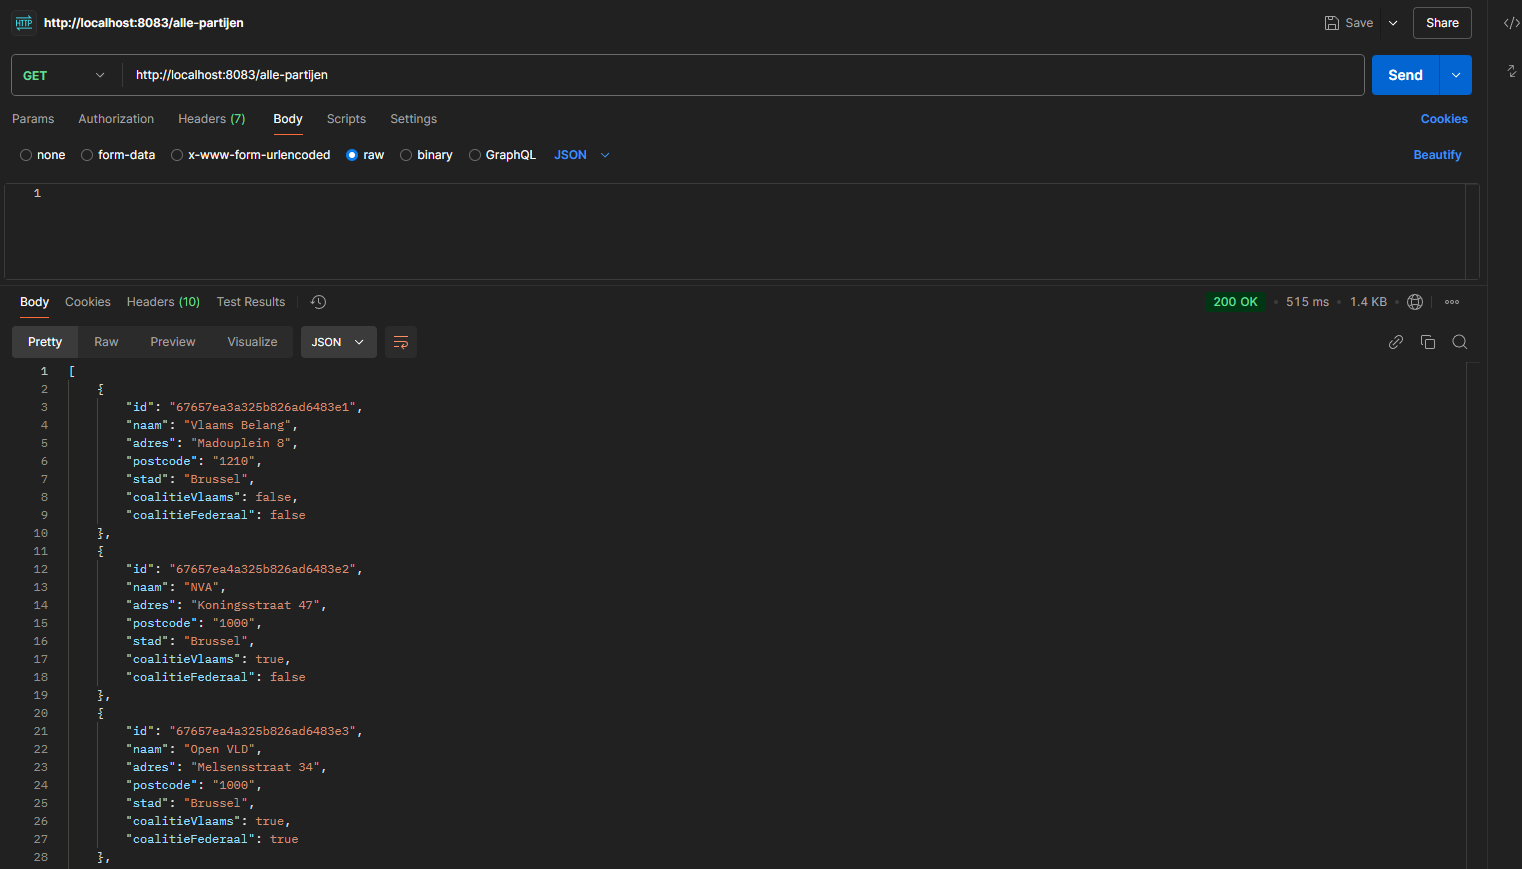 HTTP http://localhost:8083/alle-partijen Save Share </>
GET http://localhost:8083/alle-partijen Send
Params Authorization Headers (7) Body Scripts Settings Cookies
none form-data x-www-form-urlencoded raw binary GraphQL JSON Beautify
1
Body Cookies Headers (10) Test Results 200 OK • 515 ms • 1.4 KB •
Pretty Raw Preview Visualize JSON
1 [
2 {
3 "id": "67657ea3a325b826ad6483e1",
4 "naam": "Vlaams Belang",
5 "adres": "Madouplein 8",
6 "postcode": "1210",
7 "stad": "Brussel",
8 "coalitieVlaams": false,
9 "coalitieFederaal": false
10 },
11 {
12 "id": "67657ea4a325b826ad6483e2",
13 "naam": "NVA",
14 "adres": "Koningsstraat 47",
15 "postcode": "1000",
16 "stad": "Brussel",
17 "coalitieVlaams": true,
18 "coalitieFederaal": false
19 },
20 {
21 "id": "67657ea4a325b826ad6483e3",
22 "naam": "Open VLD",
23 "adres": "Melsensstraat 34",
24 "postcode": "1000",
25 "stad": "Brussel",
26 "coalitieVlaams": true,
27 "coalitieFederaal": true
28 },